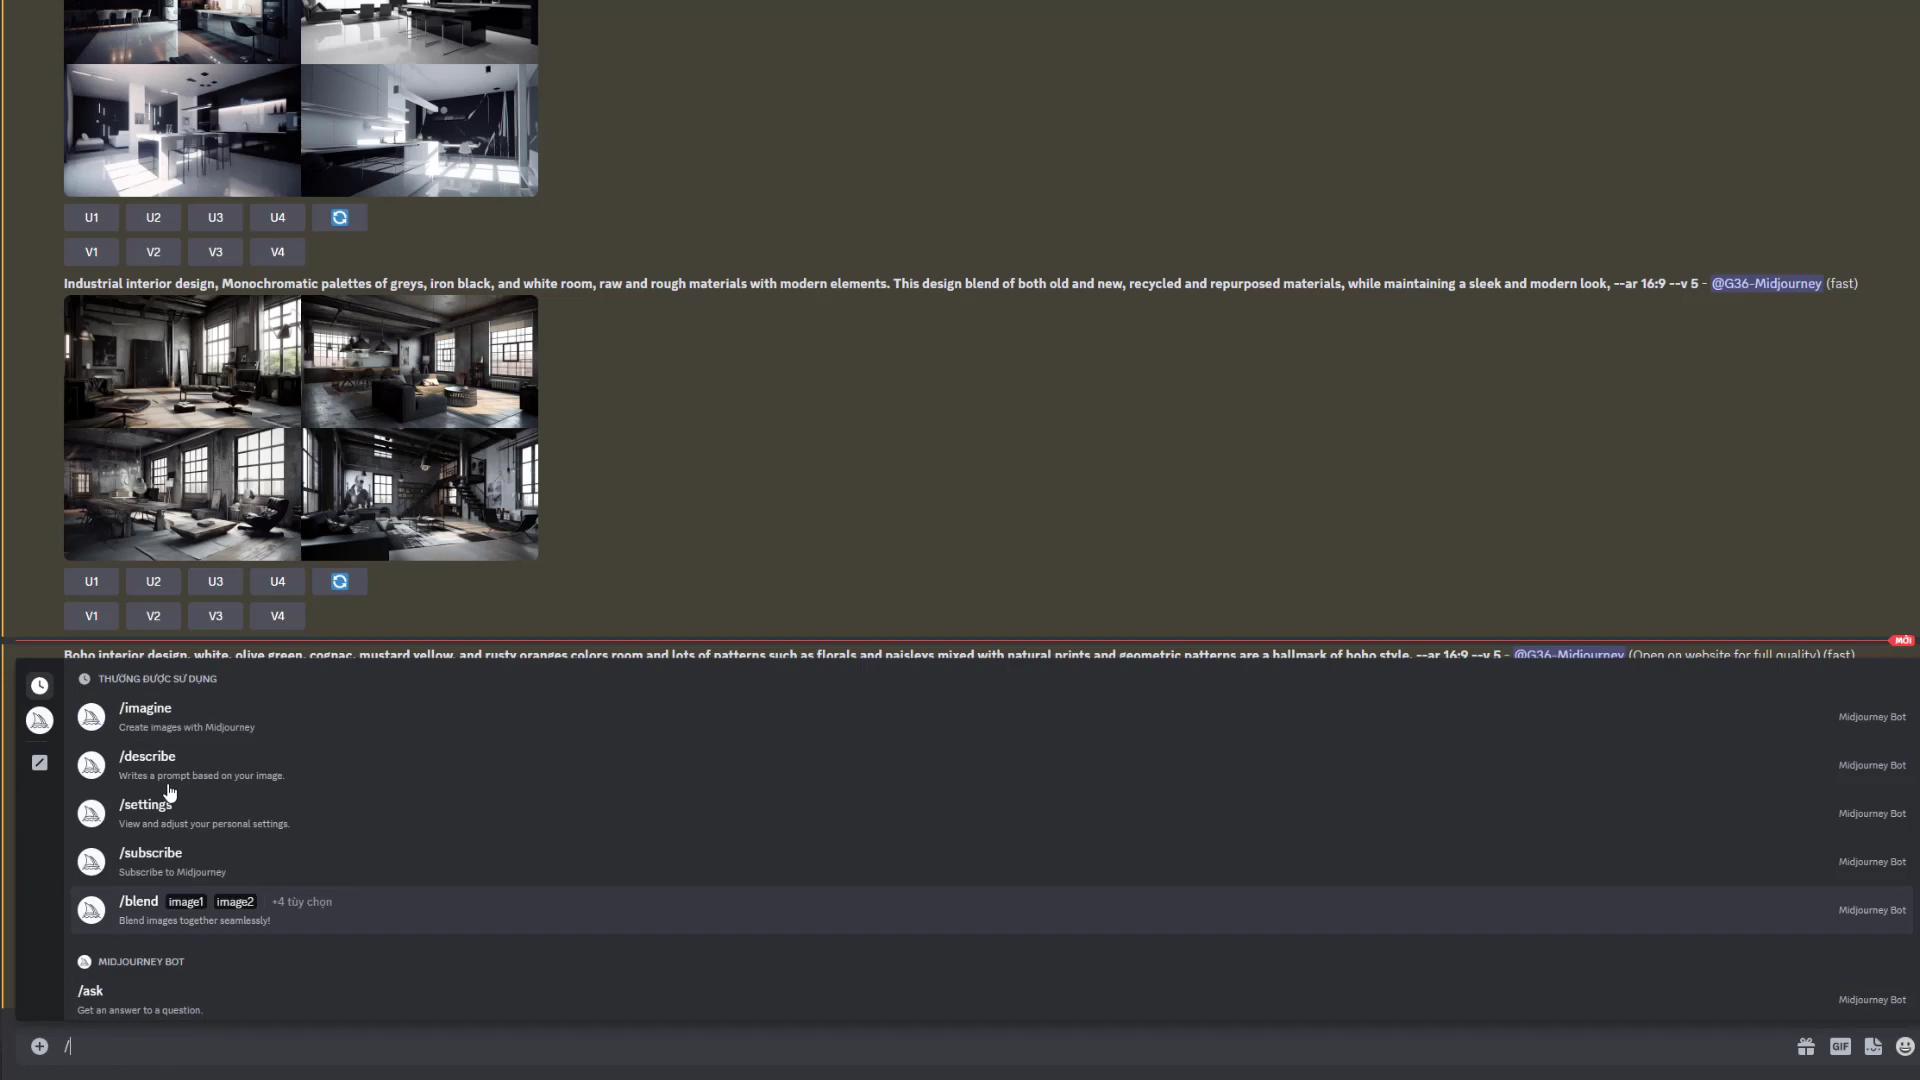 U1 U2 U3 U4
V1 V2 V3 V4
Industrial interior design, Monochromatic palettes of greys, iron black, and white room, raw and rough materials with modern elements. This design blend of both old and new, recycled and repurposed materials, while maintaining a sleek and modern look, --ar 16:9 --v 5 - @G36-Midjourney (fast)
U1 U2 U3 U4
V1 V2 V3 V4
MỚI
Boho interior design, white, olive green, cognac, mustard yellow, and rusty oranges colors room and lots of patterns such as florals and paisleys mixed with natural prints and geometric patterns are a hallmark of boho style, --ar 16:9 --v 5 - @G36-Midjourney (Open on website for full quality) (fast)
THƯỜNG ĐƯỢC SỬ DỤNG
/imagine
Create images with Midjourney
Midjourney Bot
/describe
Writes a prompt based on your image.
Midjourney Bot
/settings
View and adjust your personal settings.
Midjourney Bot
/subscribe
Subscribe to Midjourney
Midjourney Bot
/blend image1 image2 +4 tùy chọn
Blend images together seamlessly!
Midjourney Bot
MIDJOURNEY BOT
/ask
Get an answer to a question.
Midjourney Bot
/
GIF